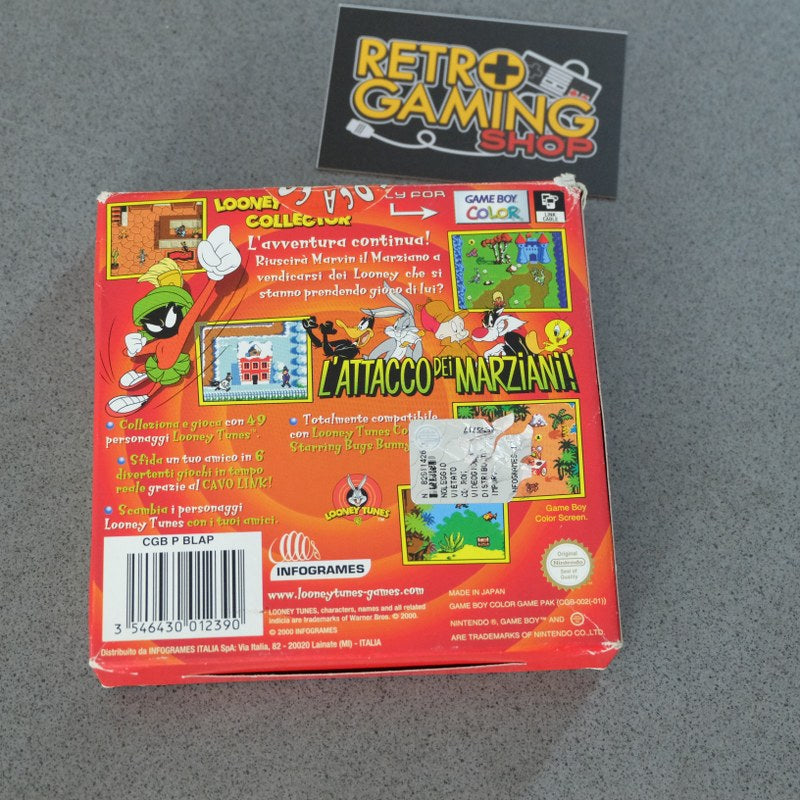 RETRO
GAMING
SHOP
LOONEY
COLLECTOR
LY FOR
GAME BOY
COLOR
LINK
CABLE
L'avventura continua!
Riuscirà Marvin il Marziano a
vendicarsi dei Looney che si
stanno prendendo gioco di lui?
L'ATTACCO DEI MARZIANI!
• Colleziona e gioca con 49
personaggi Looney Tunes™.
• Sfida un tuo amico in 6
divertenti giochi in tempo
reale grazie al CAVO LINK!
• Scambia i personaggi
Looney Tunes con i tuoi amici.
• Totalmente compatibile
con Looney Tunes
Starring Bugs Bunny
N. 82611426
NOLEGGIO
VIETATO
LOONEY TUNES
Game Boy
Color Screen.
CGB P BLAP
3 546430 012390
INFOGRAMES
www.looneytunes-games.com
LOONEY TUNES, characters, names and all related
indicia are trademarks of Warner Bros. © 2000.
© 2000 INFOGRAMES
Distribuito da INFOGRAMES ITALIA SpA: Via Italia, 82 - 20020 Lainate (MI) - ITALIA
Original
Nintendo
Seal of
Quality
MADE IN JAPAN
GAME BOY COLOR GAME PAK (CGB-002(-01))
NINTENDO ®, GAME BOY™ AND
ARE TRADEMARKS OF NINTENDO CO.,LTD.